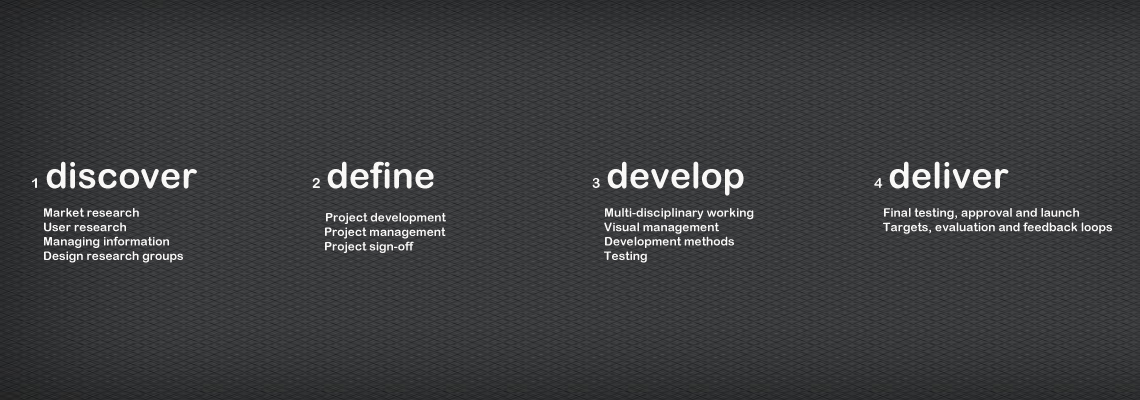 1 discover
Market research
User research
Managing information
Design research groups
2 define
Project development
Project management
Project sign-off
3 develop
Multi-disciplinary working
Visual management
Development methods
Testing
4 deliver
Final testing, approval and launch
Targets, evaluation and feedback loops